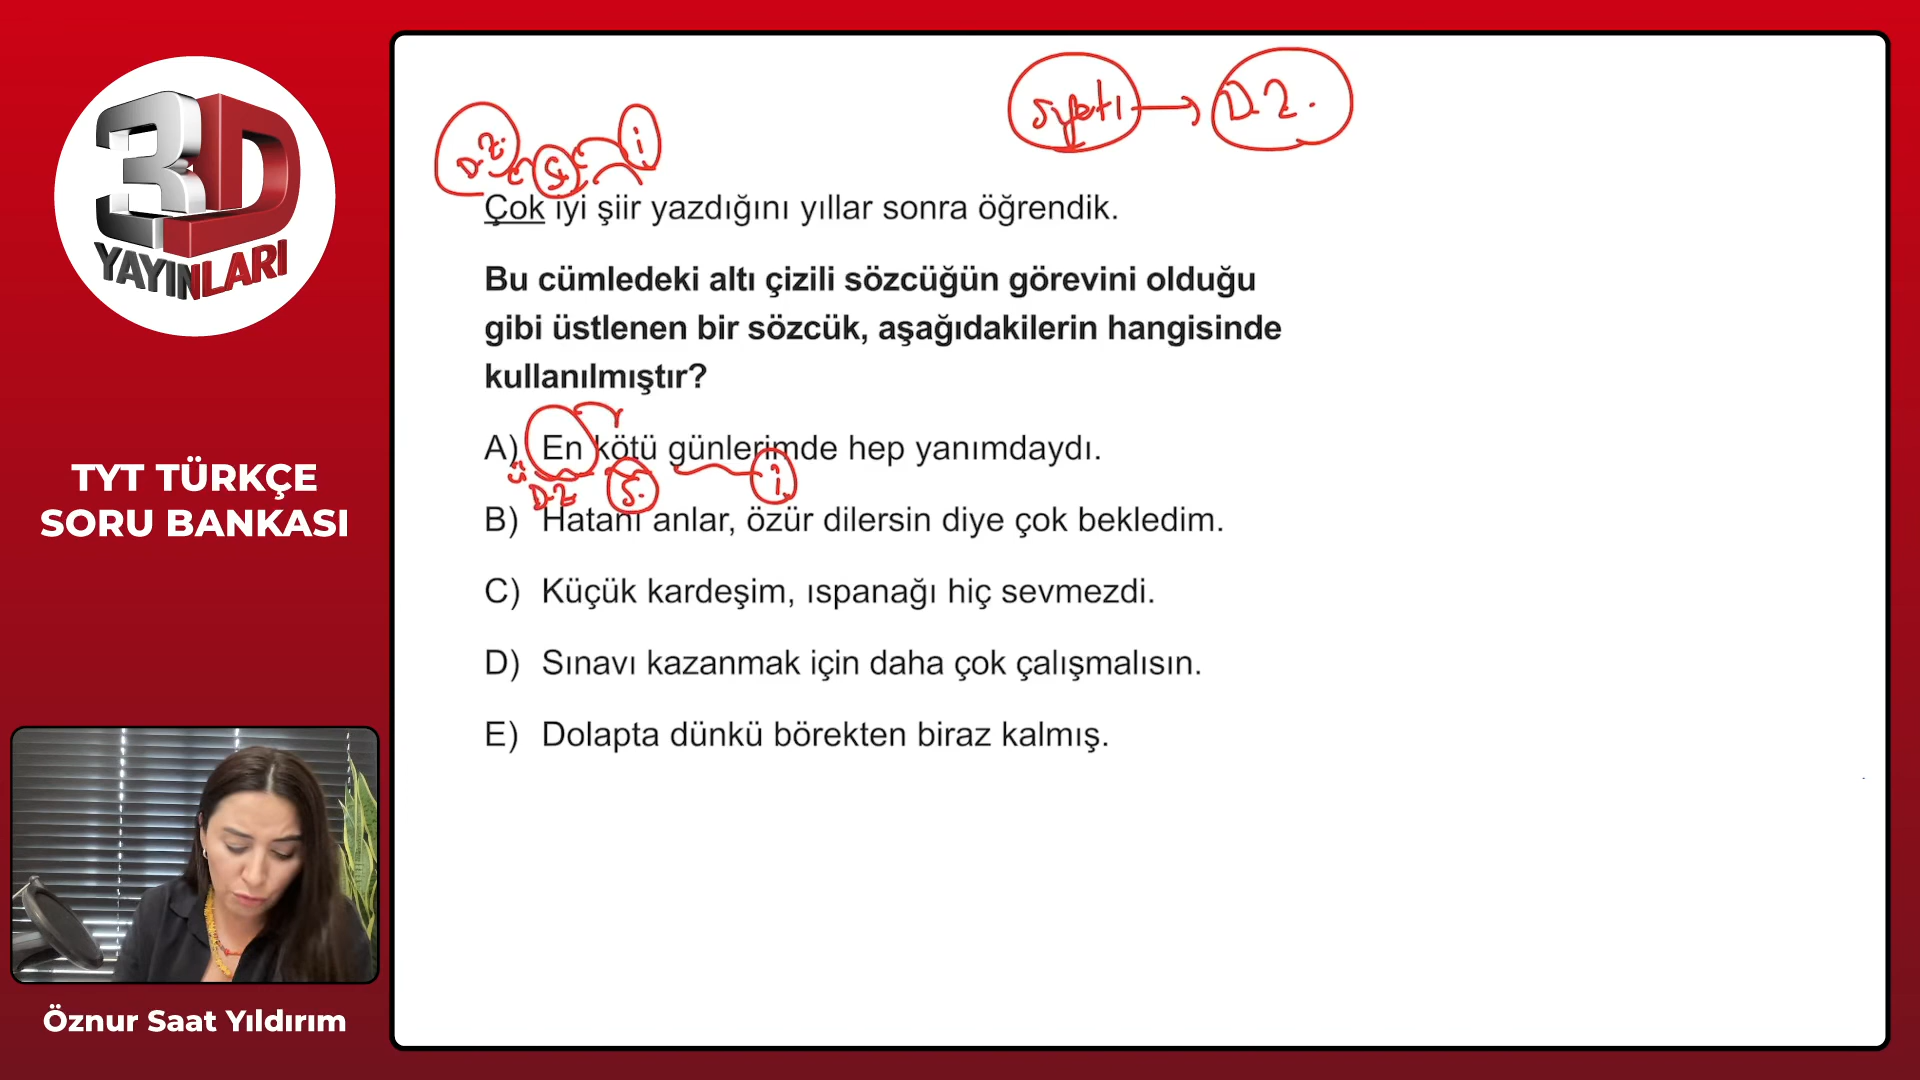 3D
YAYINLARI
TYT TÜRKÇE
SORU BANKASI
Öznur Saat Yıldırım
D.Z. S. i
D.Z.
Çok iyi şiir yazdığını yıllar sonra öğrendik.
Bu cümledeki altı çizili sözcüğün görevini olduğu
gibi üstlenen bir sözcük, aşağıdakilerin hangisinde
kullanılmıştır?
A) En kötü günlerimde hep yanımdaydı.
D.Z. S. i.
B) Hatanı anlar, özür dilersin diye çok bekledim.
C) Küçük kardeşim, ıspanağı hiç sevmezdi.
D) Sınavı kazanmak için daha çok çalışmalısın.
E) Dolapta dünkü börekten biraz kalmış.